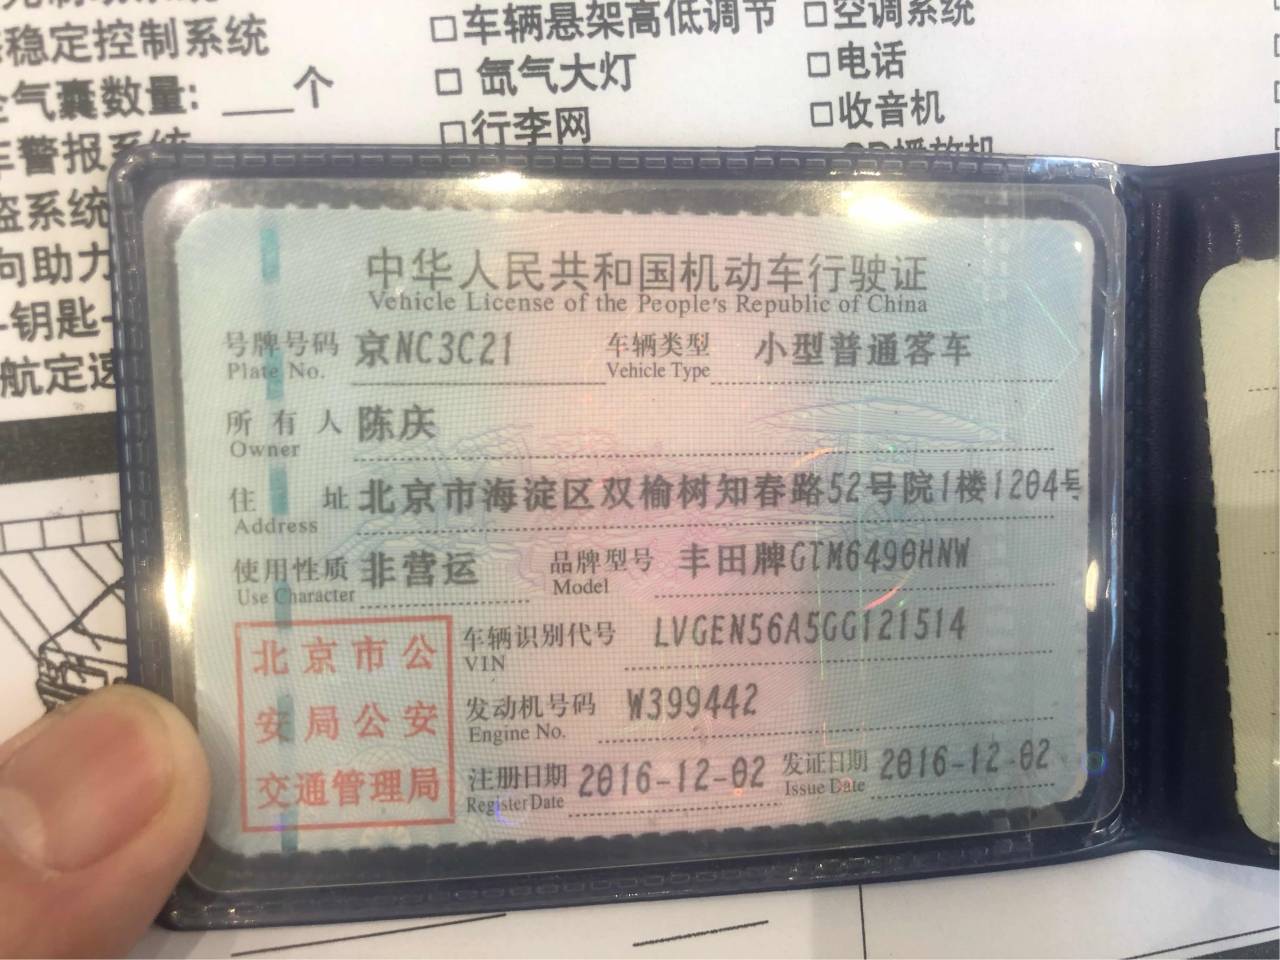 稳定控制系统
气囊数量: ___个
警报系统
盗系统
向助力
钥匙
航定速
□车辆悬架高低调节
□氙气大灯
□行李网
□空调系统
□电话
□收音机
中华人民共和国机动车行驶证
Vehicle License of the People's Republic of China
号牌号码 京NC3C21 车辆类型 小型普通客车
Plate No. Vehicle Type
所有人 陈庆
Owner
住址 北京市海淀区双榆树知春路52号院1楼1204号
Address
使用性质 非营运 品牌型号 丰田牌GTM6490HNW
Use Character Model
车辆识别代号 LVGEN56A5GG121514
VIN
发动机号码 W399442
Engine No.
注册日期 2016-12-02 发证日期 2016-12-02
Register Date Issue Date
北京市公
安局公安
交通管理局